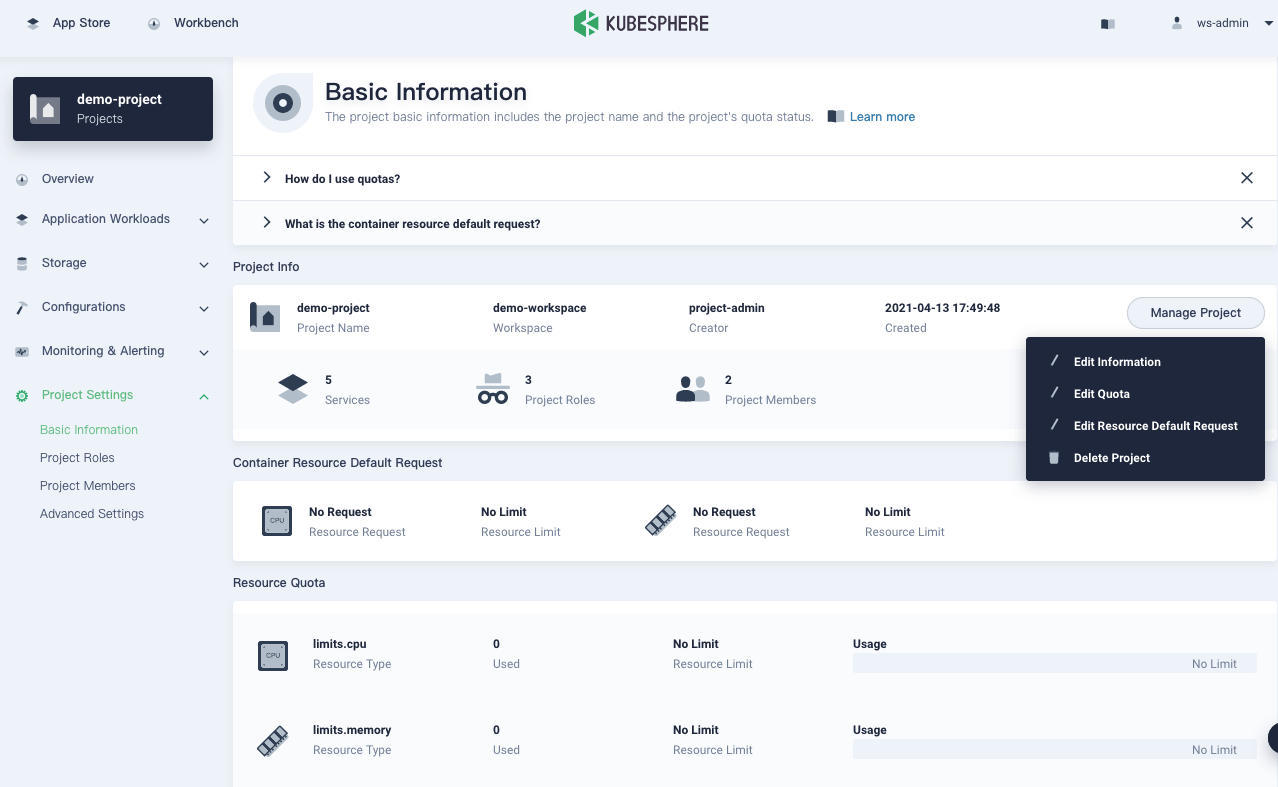 App Store
Workbench
KUBESPHERE
ws-admin
demo-project
Projects
Overview
Application Workloads
Storage
Configurations
Monitoring & Alerting
Project Settings
Basic Information
Project Roles
Project Members
Advanced Settings
Basic Information
The project basic information includes the project name and the project's quota status.
Learn more
How do I use quotas?
What is the container resource default request?
Project Info
demo-project
Project Name
demo-workspace
Workspace
project-admin
Creator
2021-04-13 17:49:48
Created
Manage Project
Edit Information
Edit Quota
Edit Resource Default Request
Delete Project
5
Services
3
Project Roles
2
Project Members
Container Resource Default Request
CPU
No Request
Resource Request
No Limit
Resource Limit
No Request
Resource Request
No Limit
Resource Limit
Resource Quota
CPU
limits.cpu
Resource Type
0
Used
No Limit
Resource Limit
Usage
No Limit
limits.memory
Resource Type
0
Used
No Limit
Resource Limit
Usage
No Limit